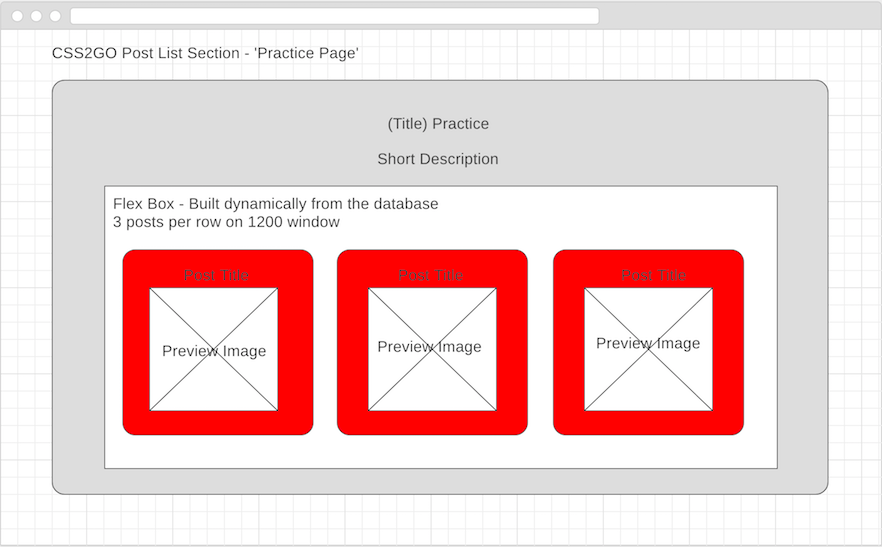 CSS2GO Post List Section - 'Practice Page'
(Title) Practice
Short Description
Flex Box - Built dynamically from the database
3 posts per row on 1200 window
Post Title
Post Title
Post Title
Preview Image
Preview Image
Preview Image